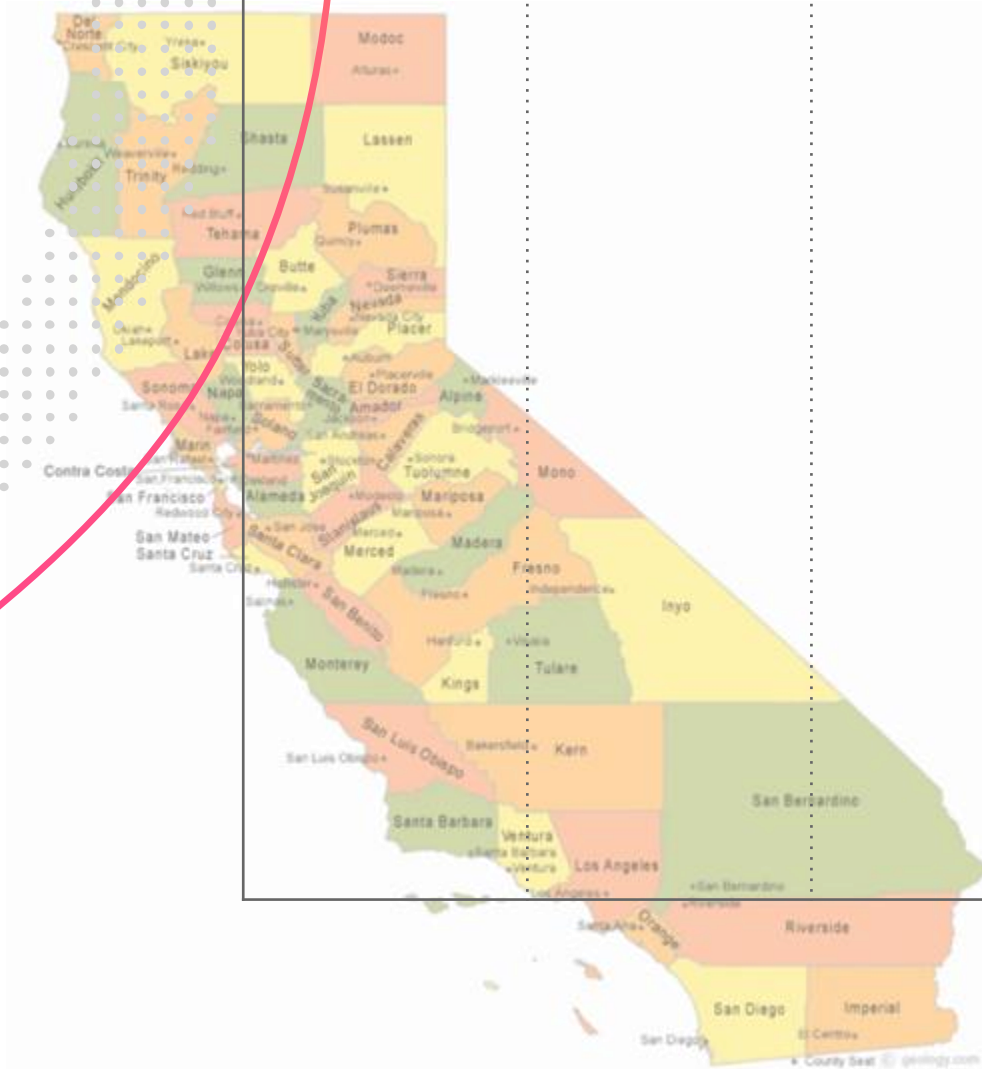 Del
Norte
Crescent City
Yreka
Siskiyou
Modoc
Alturas
Shasta
Lassen
Weaverville
Trinity
Redding
Humboldt
Susanville
Red Bluff
Tehama
Plumas
Quincy
Glenn
Willows
Butte
Oroville
Sierra
Downieville
Mendocino
Yuba
Nevada
Nevada City
Placer
Ukiah
Lakeport
Lake
Colusa
Yuba City
Marysville
Sutter
Auburn
Placerville
El Dorado
Yolo
Woodland
Sonoma
Napa
Sacra
mento
Sacramento
Amador
Jackson
Alpine
Markleeville
Santa Rosa
Napa
Fairfield
Solano
San Andreas
Calaveras
Bridgeport
Marin
San Rafael
Martinez
Stockton
San
Joaquin
Sonora
Tuolumne
Mono
Contra Costa
San Francisco
Oakland
Alameda
San Francisco
Redwood City
Modesto
Stanislaus
Mariposa
Mariposa
San Jose
Santa Clara
Merced
Merced
San Mateo
Santa Cruz
Santa Cruz
Madera
Madera
Hollister
San Benito
Salinas
Fresno
Fresno
Independence
Inyo
Monterey
Hanford
Visalia
Tulare
Kings
San Luis Obispo
San Luis Obispo
Bakersfield
Kern
San Bernardino
Santa Barbara
Ventura
Santa Barbara
Ventura
Los Angeles
Los Angeles
San Bernardino
Riverside
Santa Ana
Orange
Riverside
San Diego
Imperial
El Centro
San Diego
County Seat © geology.com